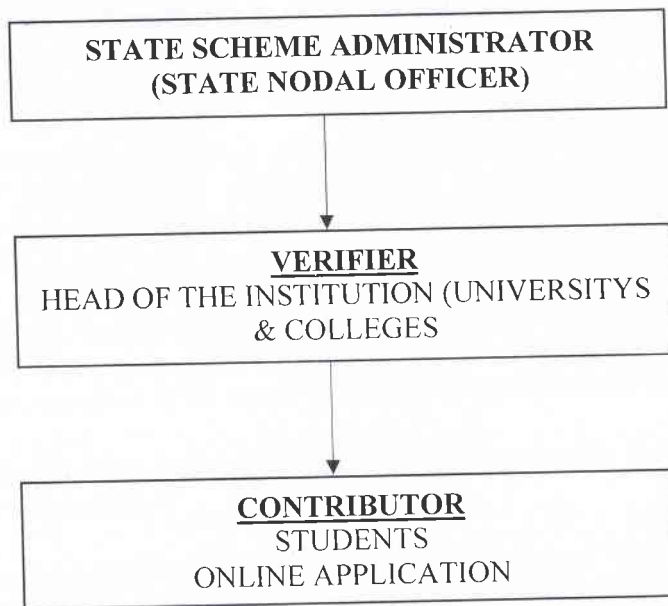 STATE SCHEME ADMINISTRATOR
(STATE NODAL OFFICER)
VERIFIER
HEAD OF THE INSTITUTION (UNIVERSITYS
& COLLEGES
CONTRIBUTOR
STUDENTS
ONLINE APPLICATION